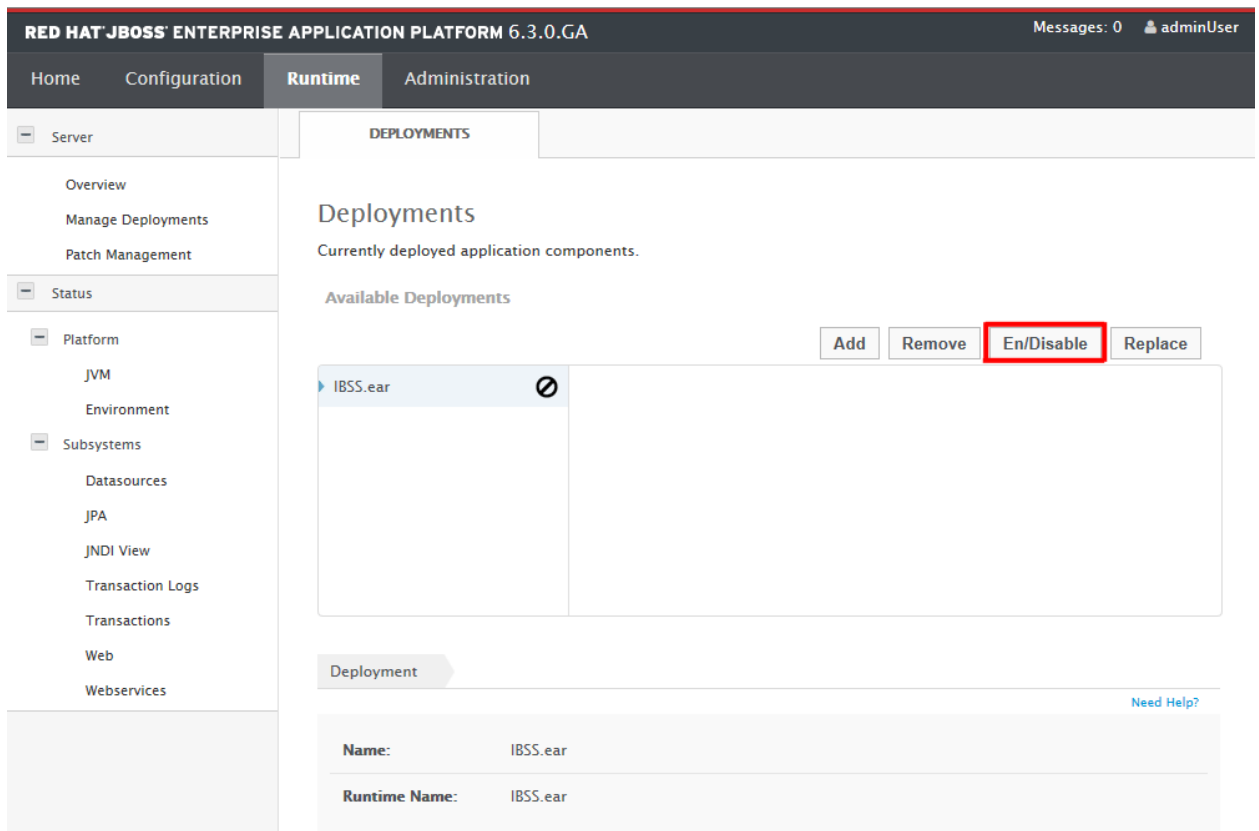 RED HAT JBOSS ENTERPRISE APPLICATION PLATFORM 6.3.0.GA
Messages: 0 adminUser
Home Configuration Runtime Administration
Server
DEPLOYMENTS
Overview
Manage Deployments
Patch Management
Status
Platform
JVM
Environment
Subsystems
Datasources
JPA
JNDI View
Transaction Logs
Transactions
Web
Webservices
Deployments
Currently deployed application components.
Available Deployments
Add Remove En/Disable Replace
IBSS.ear
Deployment
Need Help?
Name: IBSS.ear
Runtime Name: IBSS.ear